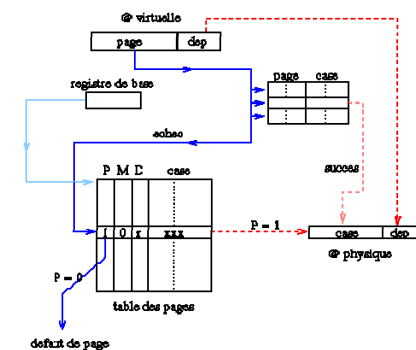 @ virtuelle
page dep
registre de base
page case
echec
P M D case
succes
1 0 r xxx
P = 1
case dep
@ physique
P = 0
table des pages
defaut de page